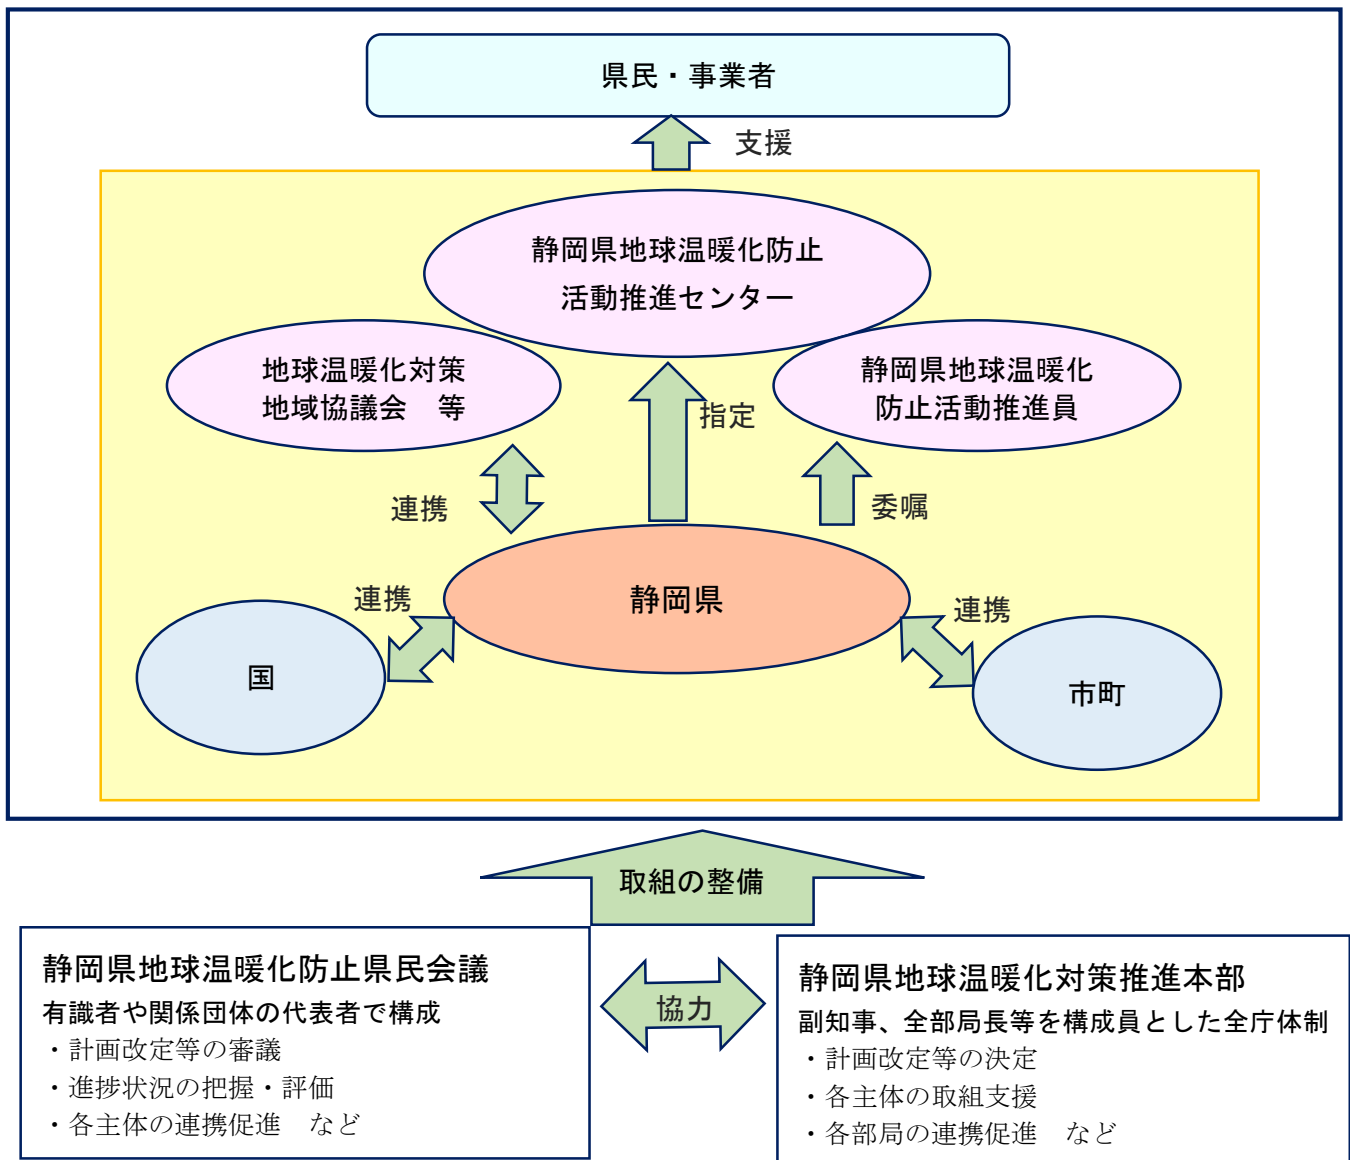 県民・事業者
支援
静岡県地球温暖化防止
活動推進センター
地球温暖化対策
地域協議会　等
静岡県地球温暖化
防止活動推進員
指定
連携
委嘱
静岡県
連携
連携
国
市町
取組の整備
静岡県地球温暖化防止県民会議
有識者や関係団体の代表者で構成
・計画改定等の審議
・進捗状況の把握・評価
・各主体の連携促進　など
協力
静岡県地球温暖化対策推進本部
副知事、全部局長等を構成員とした全庁体制
・計画改定等の決定
・各主体の取組支援
・各部局の連携促進　など